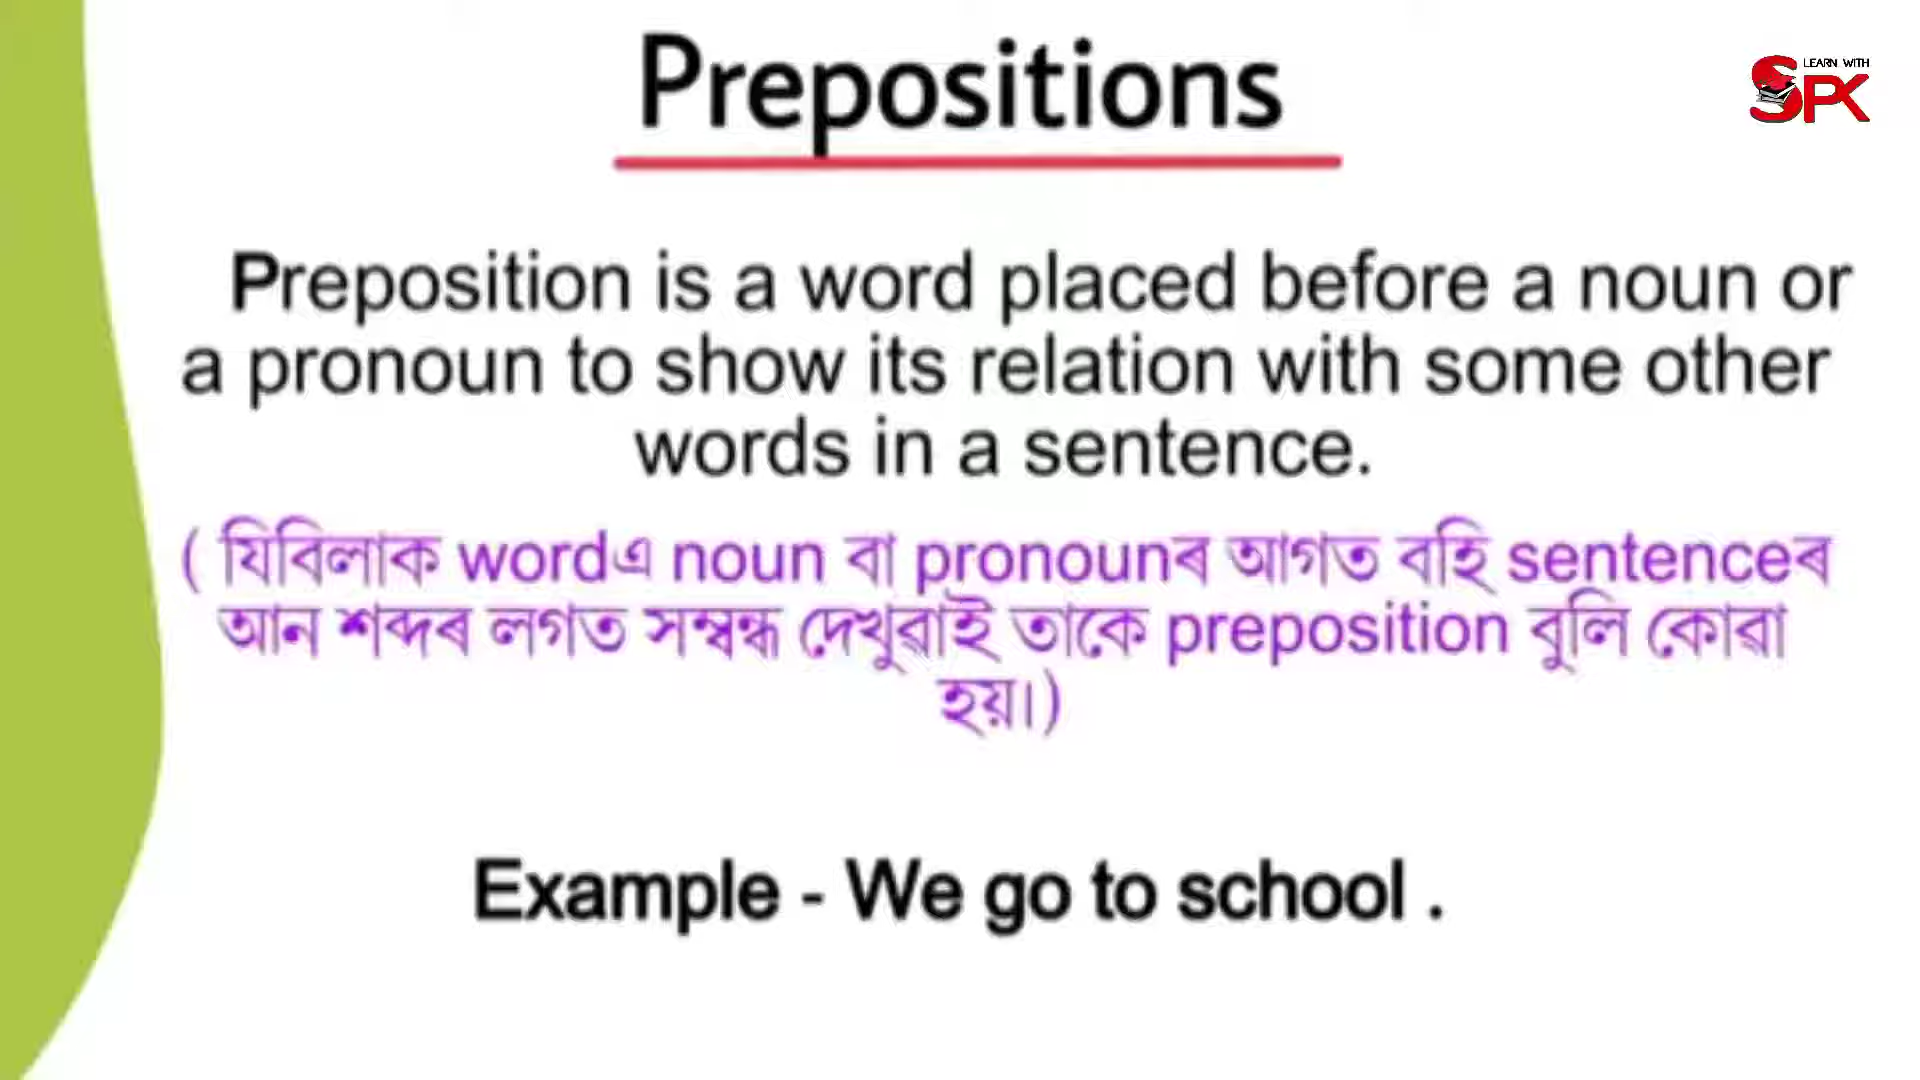 Prepositions
LEARN WITH
SPK
Preposition is a word placed before a noun or
a pronoun to show its relation with some other
words in a sentence.
( যিবিলাক wordএ noun বা pronounৰ আগত বহি sentenceৰ
আন শব্দৰ লগত সম্বন্ধ দেখুৱাই তাকে preposition বুলি কোৱা
হয়।)
Example - We go to school .